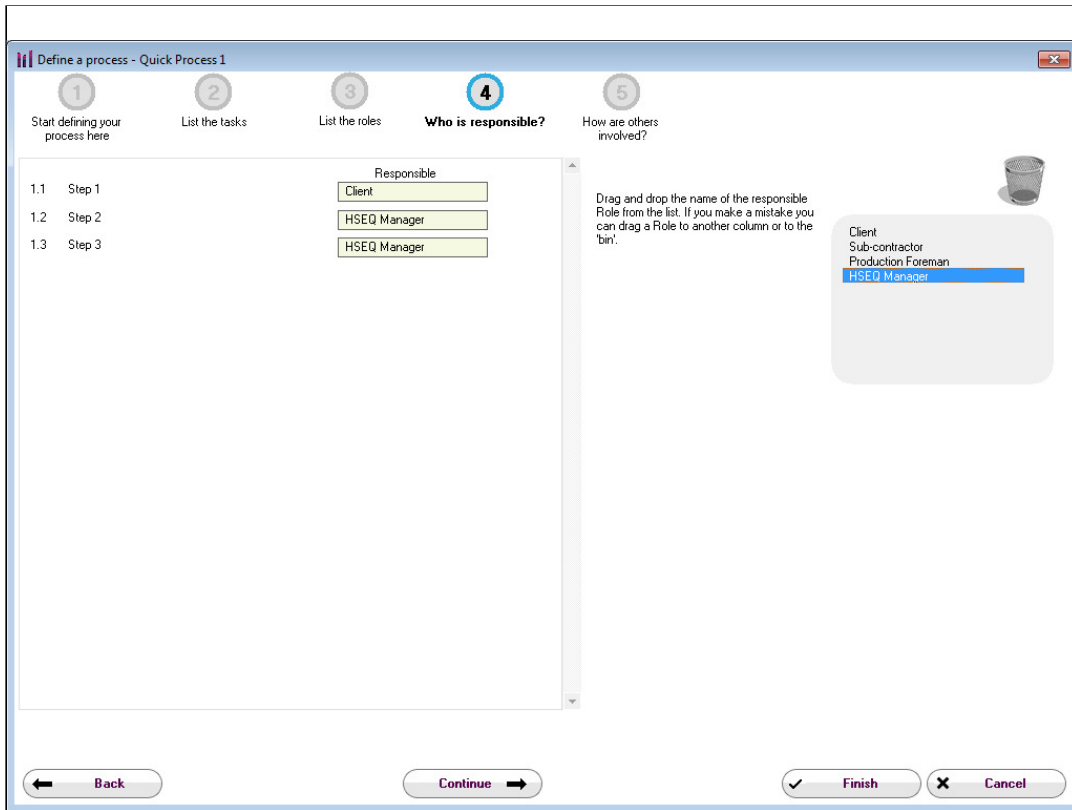 Define a process - Quick Process 1
1
2
3
4
5
Start defining your
process here
List the tasks
List the roles
Who is responsible?
How are others
involved?
Responsible
1.1 Step 1 Client
1.2 Step 2 HSEQ Manager
1.3 Step 3 HSEQ Manager
Drag and drop the name of the responsible
Role from the list. If you make a mistake you
can drag a Role to another column or to the
'bin'.
Client
Sub-contractor
Production Foreman
HSEQ Manager
Back
Continue
Finish
Cancel